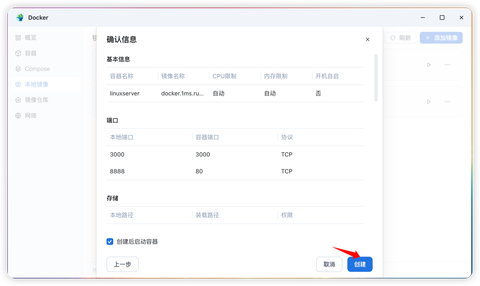 Docker
概览
容器
Compose
本地镜像
镜像仓库
网络
刷新
添加镜像
确认信息
基本信息
容器名称 镜像名称 CPU限制 内存限制 开机自启
linuxserver docker.1ms.ru... 自动 自动 否
端口
本地端口 容器端口 协议
3000 3000 TCP
8888 80 TCP
存储
本地路径 装载路径 权限
创建后启动容器
上一步 取消 创建